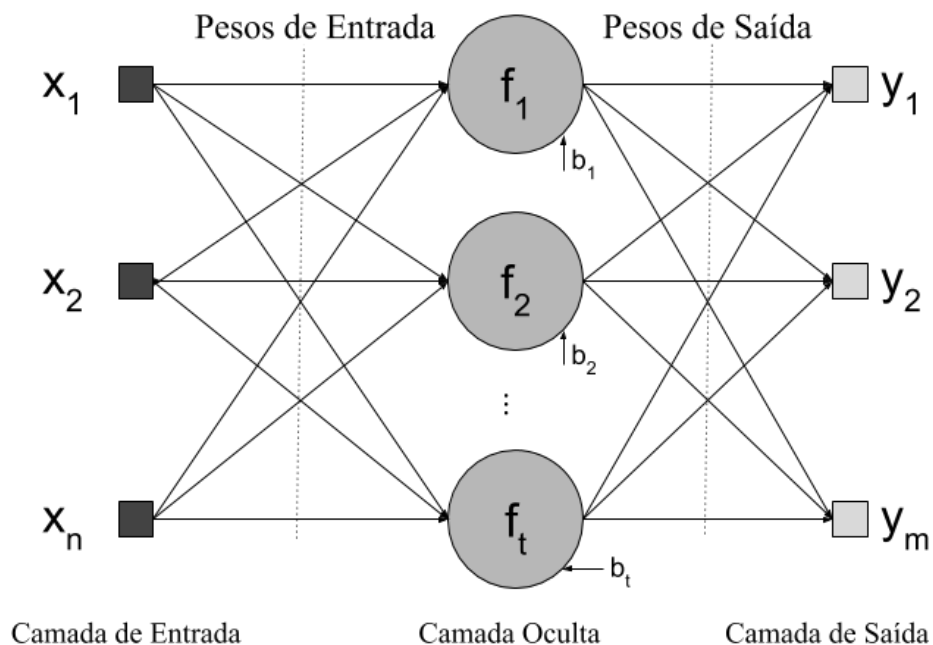 Pesos de Entrada
Pesos de Saída
x1
f1
y1
b1
x2
f2
y2
b2
...
xn
ft
ym
bt
Camada de Entrada
Camada Oculta
Camada de Saída